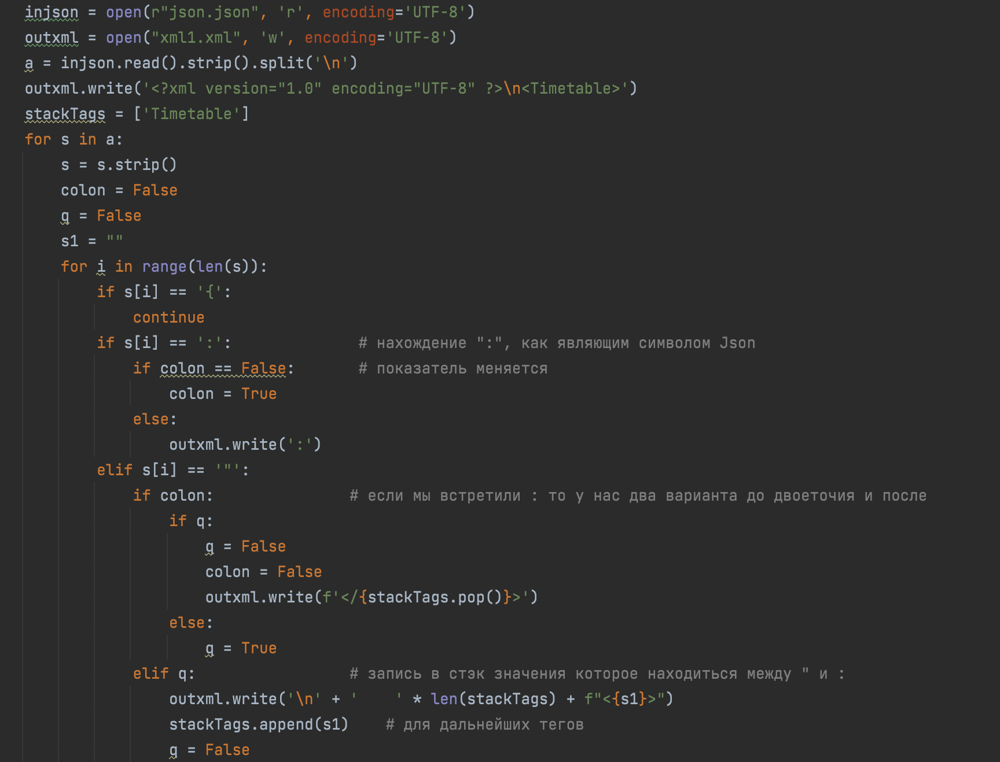 injson = open(r"json.json", 'r', encoding='UTF-8')
outxml = open("xml1.xml", 'w', encoding='UTF-8')
a = injson.read().strip().split('\n')
outxml.write('<?xml version="1.0" encoding="UTF-8" ?>\n<Timetable>')
stackTags = ['Timetable']
for s in a:
    s = s.strip()
    colon = False
    q = False
    s1 = ""
    for i in range(len(s)):
        if s[i] == '{':
            continue
        if s[i] == ':':              # нахождение ":", как являющим символом Json
            if colon == False:       # показатель меняется
                colon = True
            else:
                outxml.write(':')
        elif s[i] == '"':
            if colon:               # если мы встретили : то у нас два варианта до двоеточия и после
                if q:
                    q = False
                    colon = False
                    outxml.write(f'</{stackTags.pop()}>')
                else:
                    q = True
            elif q:                 # запись в стэк значения которое находиться между " и :
                outxml.write('\n' + '    ' * len(stackTags) + f"<{s1}>")
                stackTags.append(s1)    # для дальнейших тегов
                q = False